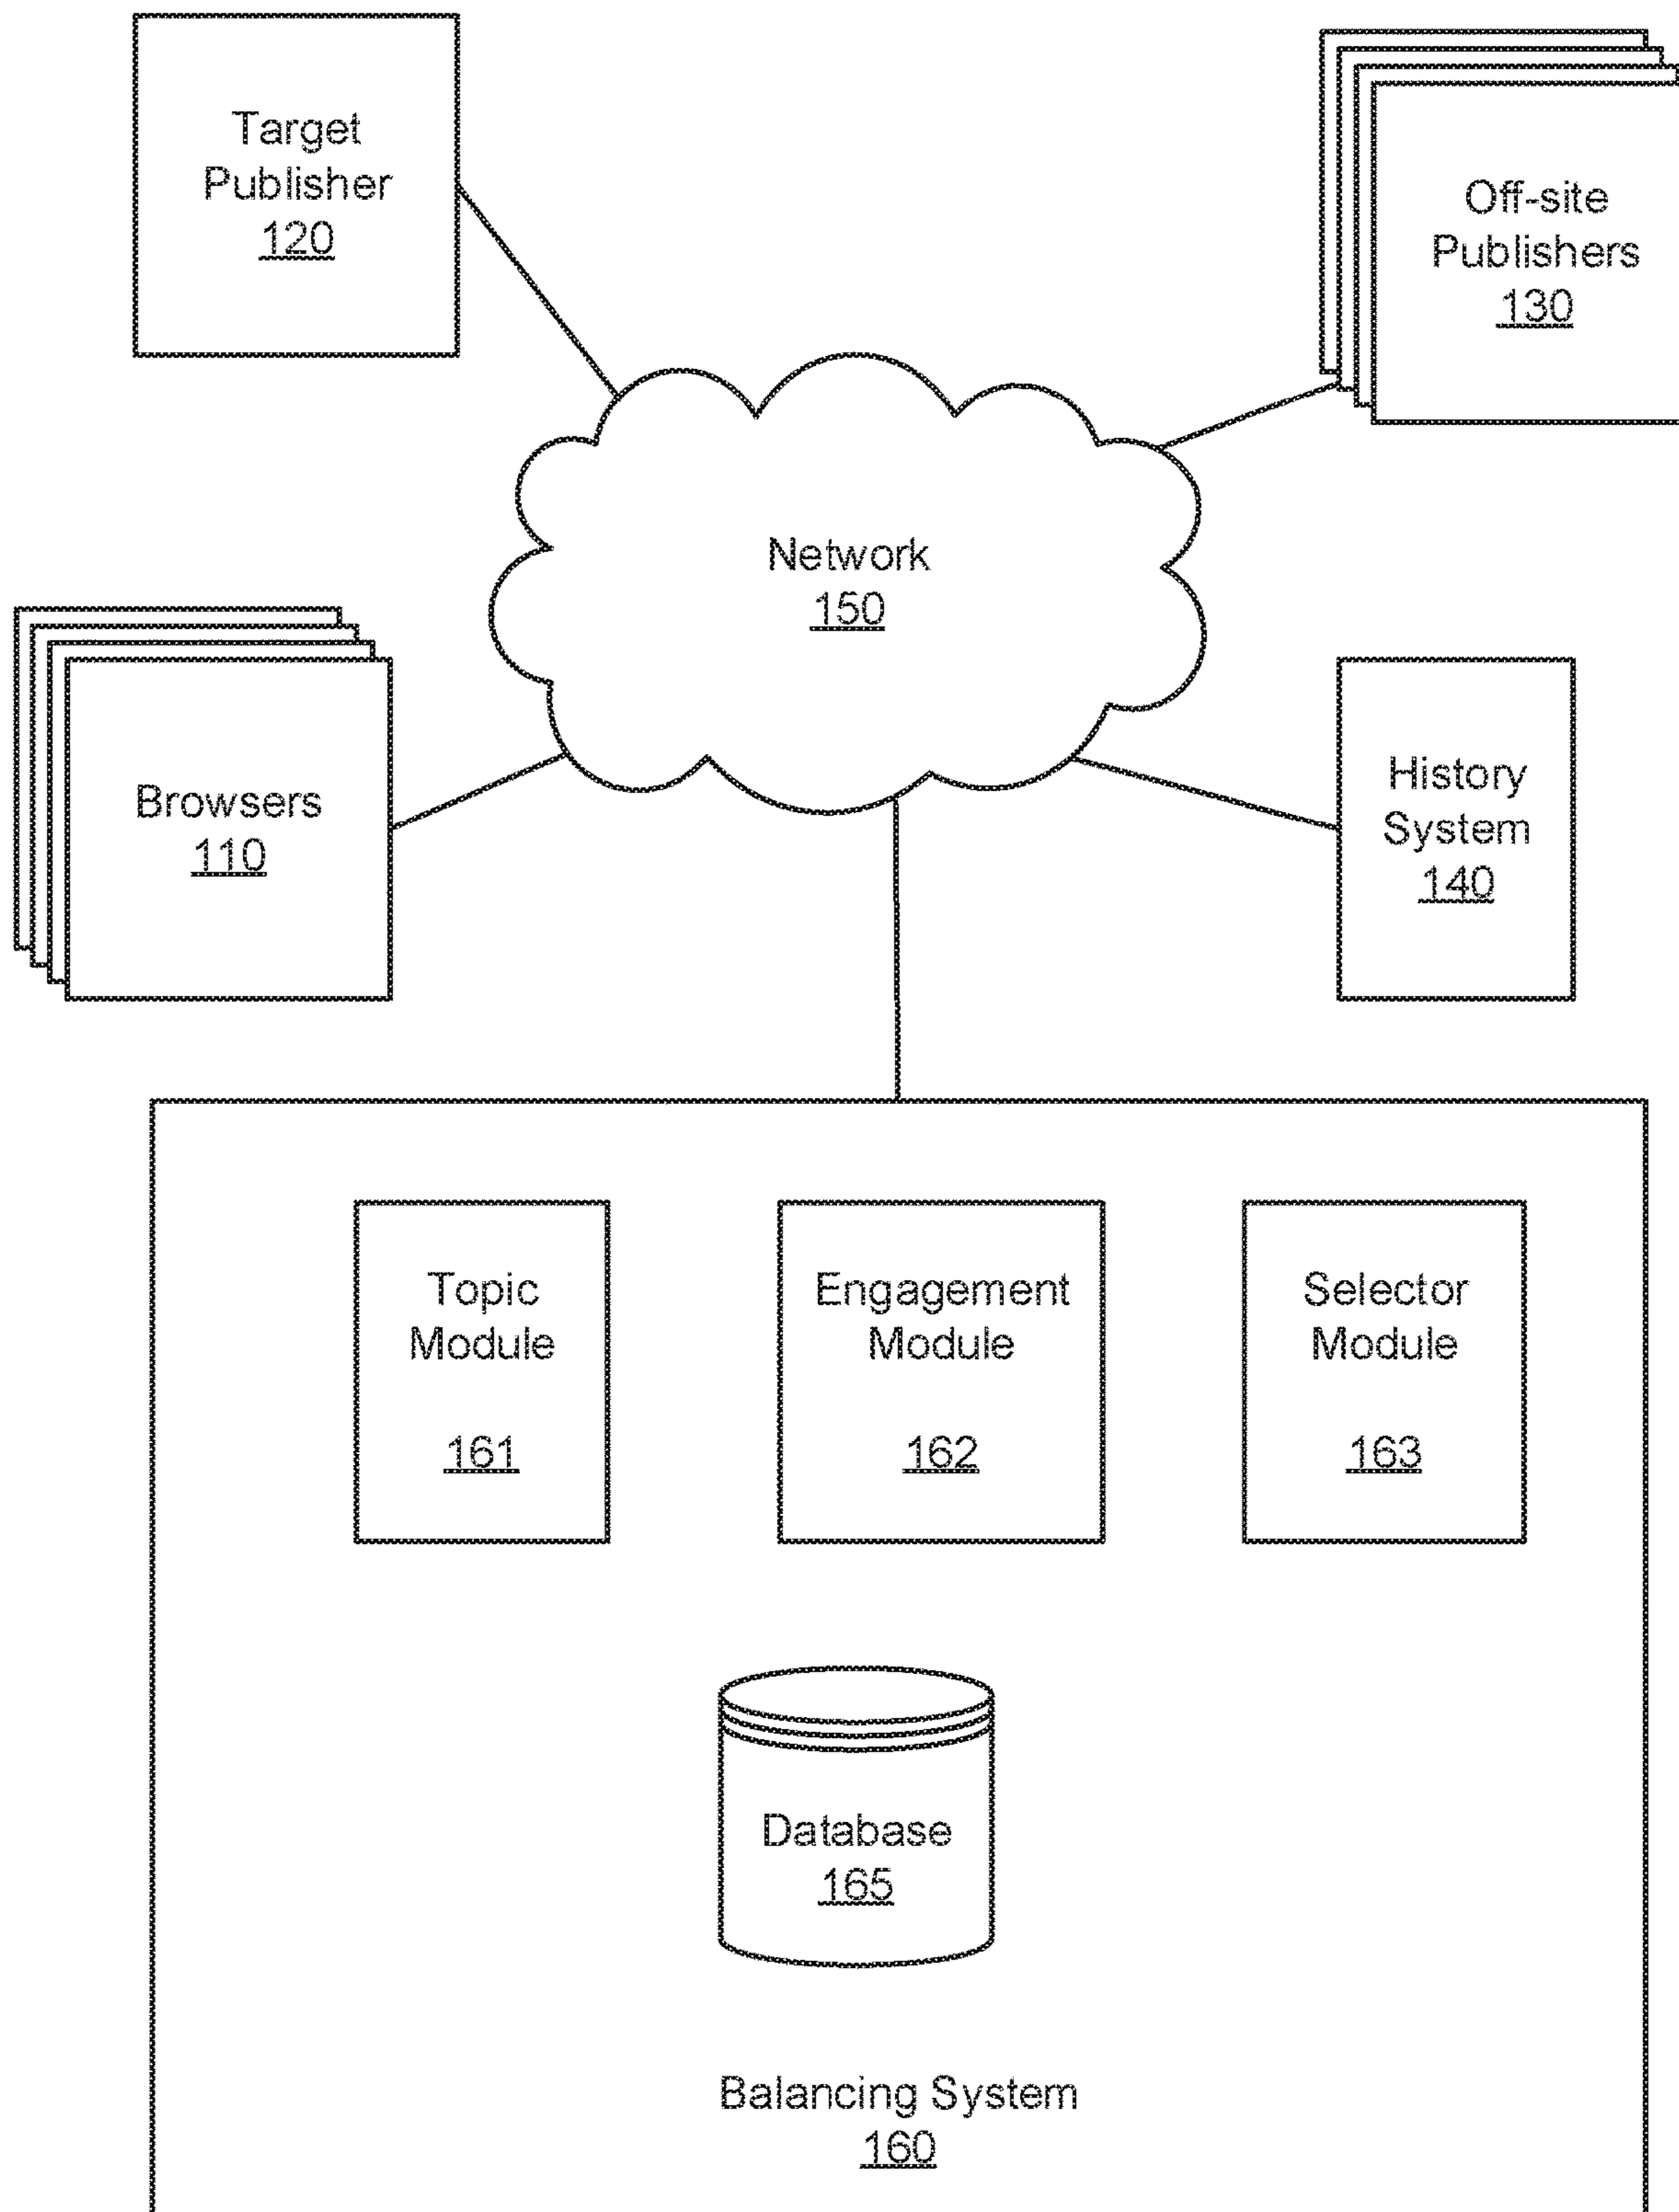 Target
Publisher
120
Off-site
Publishers
130
Network
150
Browsers
110
History
System
140
Topic
Module
161
Engagement
Module
162
Selector
Module
163
Database
165
Balancing System
160